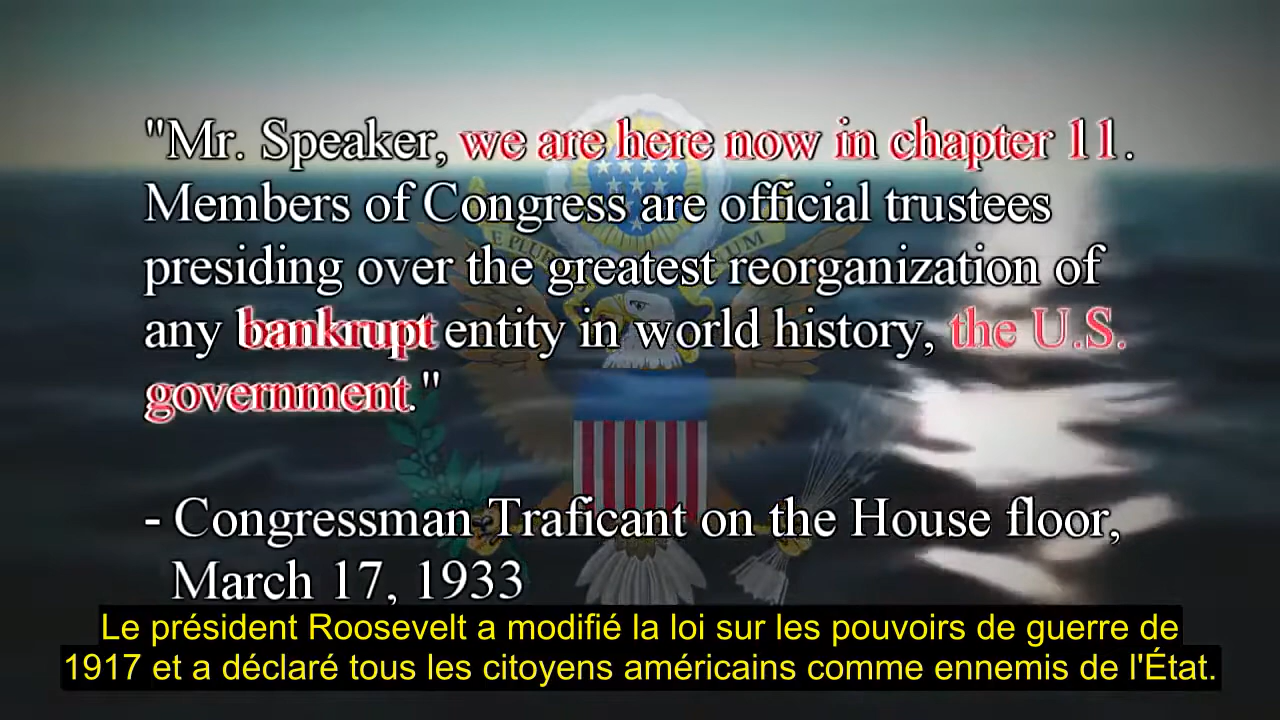 "Mr. Speaker, we are here now in chapter 11.
Members of Congress are official trustees
presiding over the greatest reorganization of
any bankrupt entity in world history, the U.S.
government."
- Congressman Traficant on the House floor,
March 17, 1933
Le président Roosevelt a modifié la loi sur les pouvoirs de guerre de
1917 et a déclaré tous les citoyens américains comme ennemis de l'État.